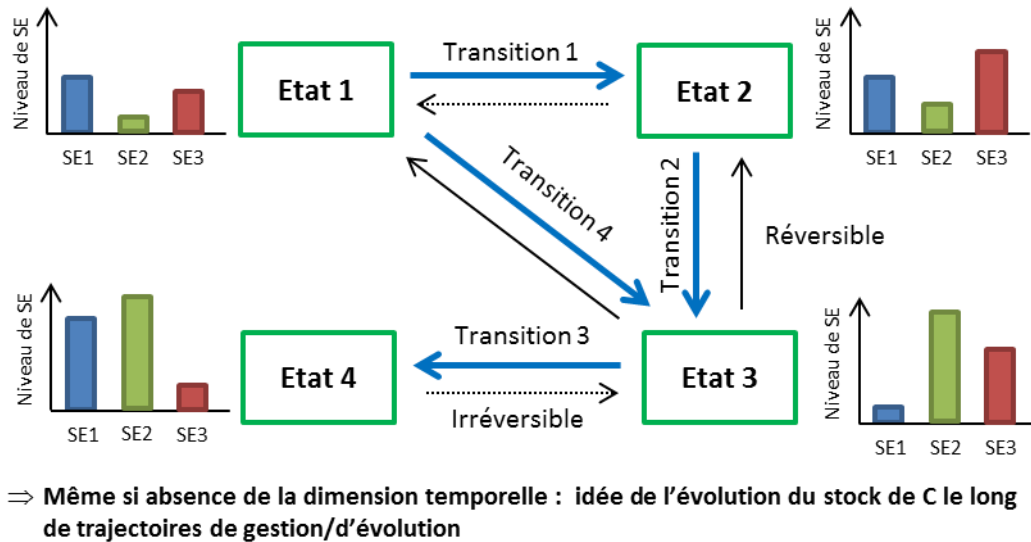 Niveau de SE
SE1 SE2 SE3
Etat 1
Transition 1
Etat 2
Niveau de SE
SE1 SE2 SE3
Transition 4
Transition 2
Réversible
Niveau de SE
SE1 SE2 SE3
Etat 4
Transition 3
Irréversible
Etat 3
Niveau de SE
SE1 SE2 SE3
⇒ Même si absence de la dimension temporelle : idée de l’évolution du stock de C le long
de trajectoires de gestion/d’évolution